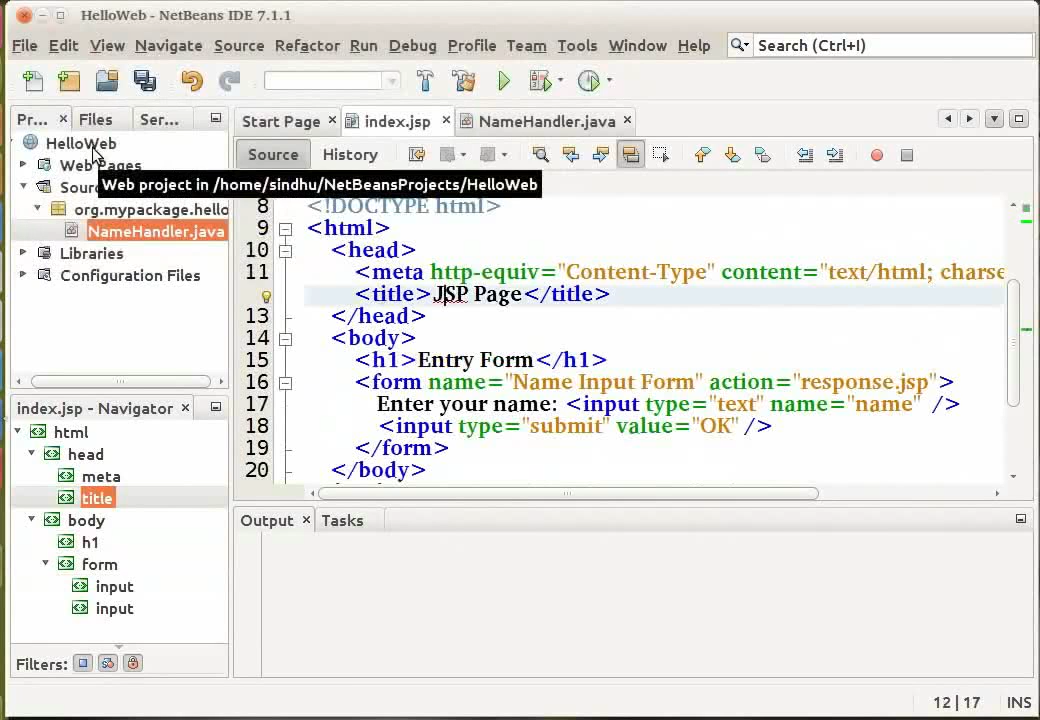 HelloWeb - NetBeans IDE 7.1.1
File Edit View Navigate Source Refactor Run Debug Profile Team Tools Window Help Search (Ctrl+I)
Pr... × Files Ser...
HelloWeb
Web Pages
Sourc
org.mypackage.hello
NameHandler.java
Libraries
Configuration Files
Web project in /home/sindhu/NetBeansProjects/HelloWeb
index.jsp - Navigator ×
html
head
meta
title
body
h1
form
input
input
Filters:
Start Page × index.jsp × NameHandler.java ×
Source History
8 <!DOCTYPE html>
9 <html>
10 <head>
11 <meta http-equiv="Content-Type" content="text/html; charse
<title>JSP Page</title>
13 </head>
14 <body>
15 <h1>Entry Form</h1>
16 <form name="Name Input Form" action="response.jsp">
17 Enter your name: <input type="text" name="name" />
18 <input type="submit" value="OK" />
19 </form>
20 </body>
Output × Tasks
12|17 INS